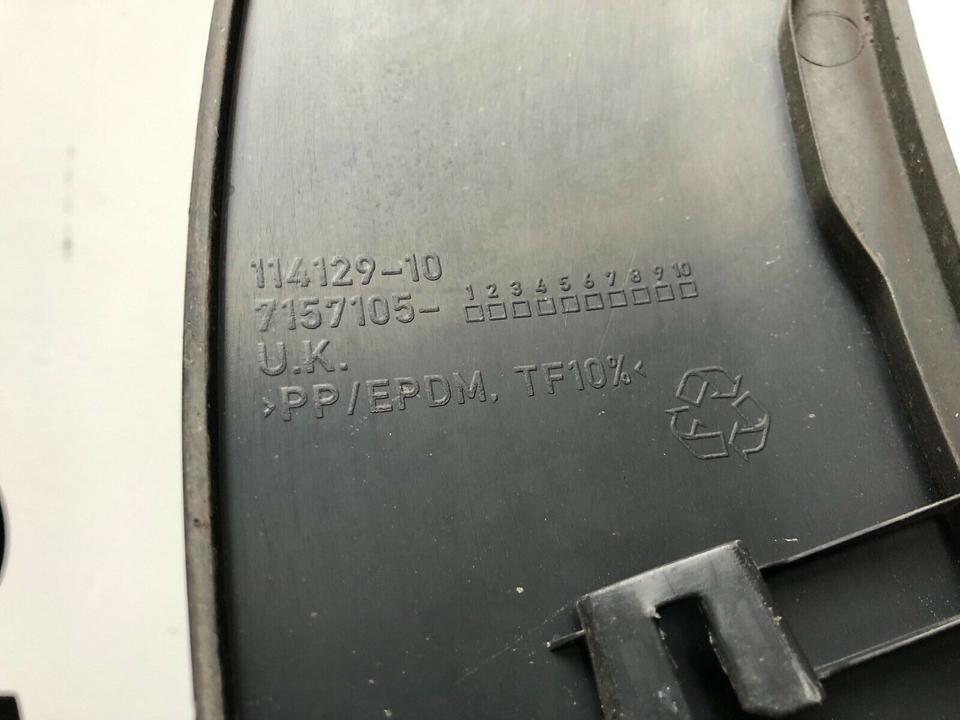 114129-10
7157105- 1 2 3 4 5 6 7 8 9 10
U.K.
>PP/EPDM, TF10%<